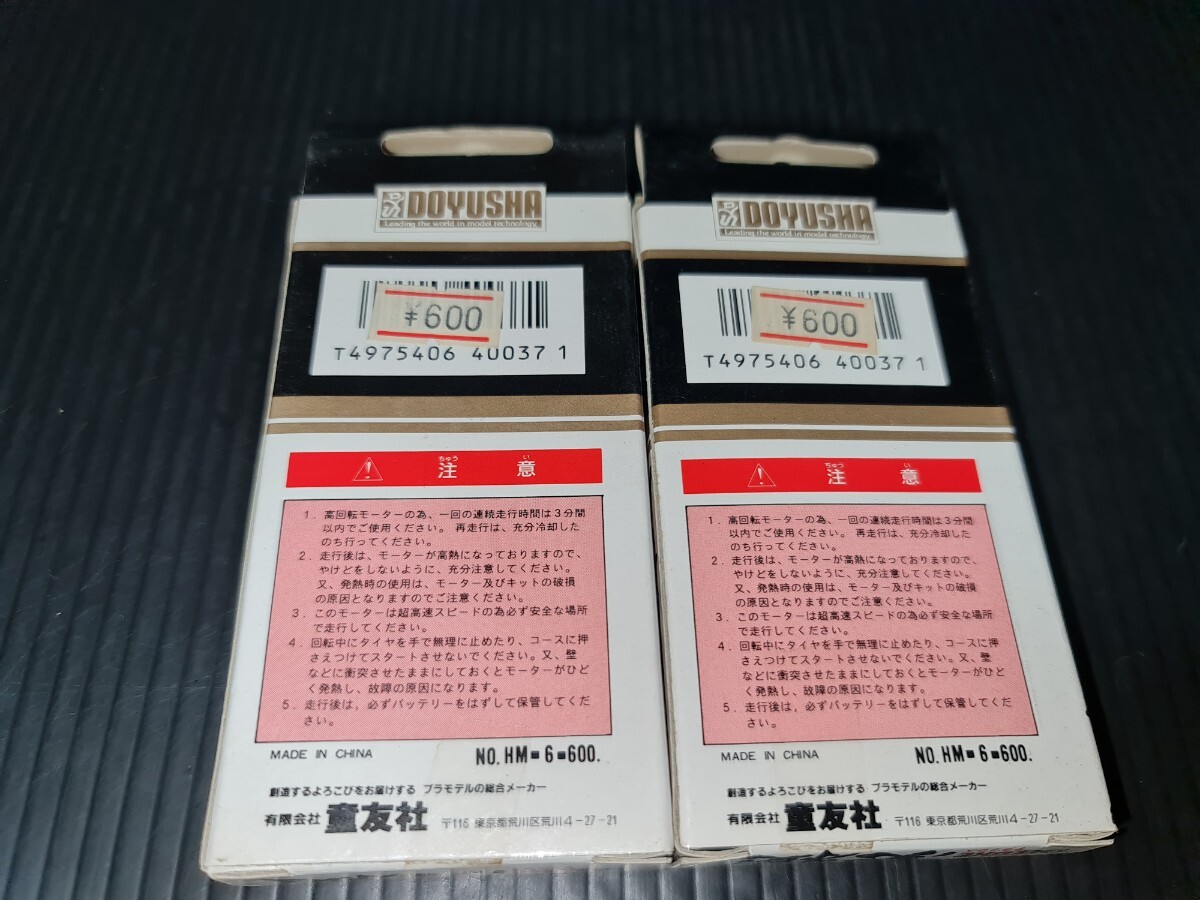 DOYUSHA
Leading the world in model technology.
¥600
T4975406 40037 1
ちゅう い
注 意
1. 高回転モーターの為、一回の連続走行時間は3分間
以内でご使用ください。再走行は、充分冷却した
のち行ってください。
2. 走行後は、モーターが高熱になっておりますので、
やけどをしないように、充分注意してください。
又、発熱時の使用は、モーター及びキットの破損
の原因となりますのでご注意ください。
3. このモーターは超高速スピードの為必ず安全な場所
で走行してください。
4. 回転中にタイヤを手で無理に止めたり、コースに押
さえつけてスタートさせないでください。又、壁
などに衝突させたままにしておくとモーターがひど
く発熱し、故障の原因になります。
5. 走行後は、必ずバッテリーをはずして保管してくだ
さい。
MADE IN CHINA NO. HM-6-600.
創造するよろこびをお届けする プラモデルの総合メーカー
有限会社 童友社 〒116 東京都荒川区荒川4-27-21
DOYUSHA
Leading the world in model technology.
¥600
T4975406 40037 1
ちゅう い
注 意
1. 高回転モーターの為、一回の連続走行時間は3分間
以内でご使用ください。再走行は、充分冷却した
のち行ってください。
2. 走行後は、モーターが高熱になっておりますので、
やけどをしないように、充分注意してください。
又、発熱時の使用は、モーター及びキットの破損
の原因となりますのでご注意ください。
3. このモーターは超高速スピードの為必ず安全な場所
で走行してください。
4. 回転中にタイヤを手で無理に止めたり、コースに押
さえつけてスタートさせないでください。又、壁
などに衝突させたままにしておくとモーターがひど
く発熱し、故障の原因になります。
5. 走行後は、必ずバッテリーをはずして保管してくだ
さい。
MADE IN CHINA NO. HM-6-600.
創造するよろこびをお届けする プラモデルの総合メーカー
有限会社 童友社 〒116 東京都荒川区荒川4-27-21